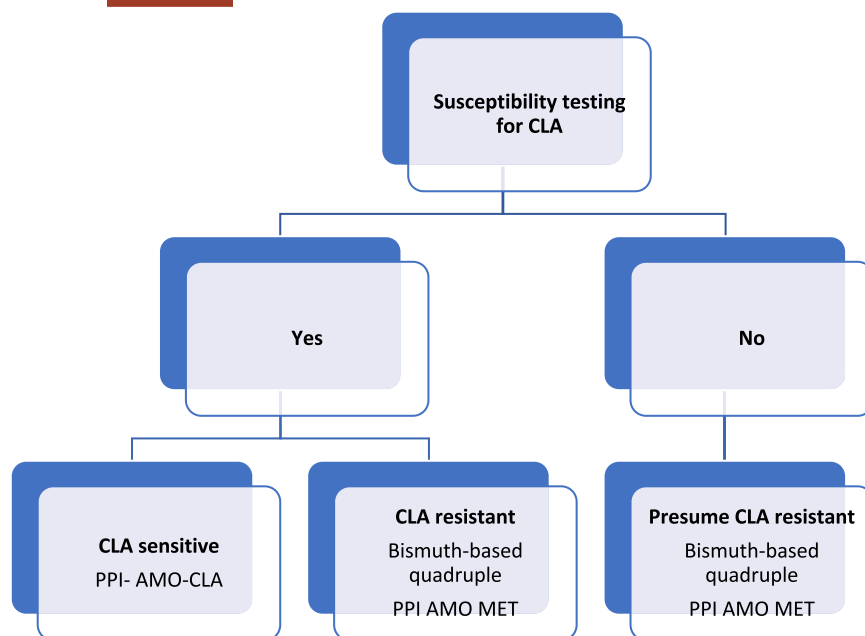 Susceptibility testing
for CLA
Yes
No
CLA sensitive
PPI- AMO-CLA
CLA resistant
Bismuth-based
quadruple
PPI AMO MET
Presume CLA resistant
Bismuth-based
quadruple
PPI AMO MET